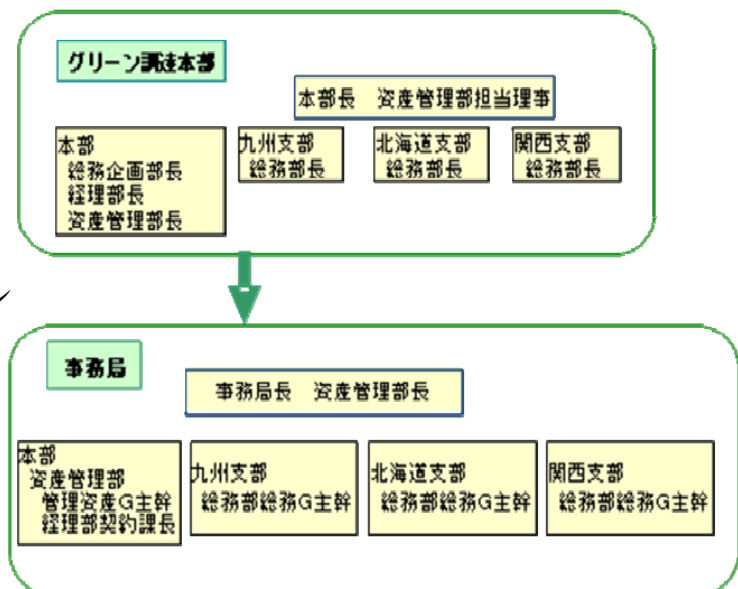 グリーン調達本部
本部長　資産管理部担当理事
本部
総務企画部長
経理部長
資産管理部長
九州支部
総務部長
北海道支部
総務部長
関西支部
総務部長
事務局
事務局長　資産管理部長
本部
資産管理部
管理資産G主幹
経理部契約課長
九州支部
総務部総務G主幹
北海道支部
総務部総務G主幹
関西支部
総務部総務G主幹